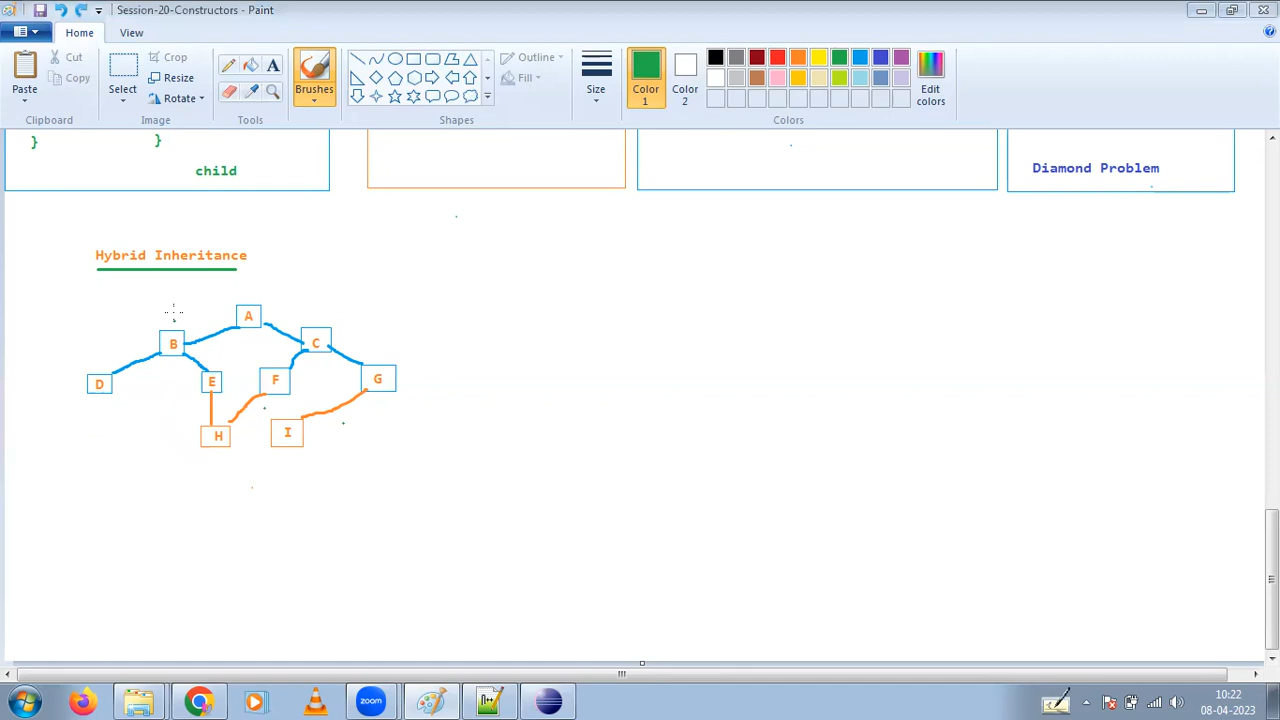 Session-20-Constructors - Paint
Home View
Paste
Cut
Copy
Clipboard
Select
Crop
Resize
Rotate
Image
A
Tools
Brushes
Shapes
Outline
Fill
Size
Color 1
Color 2
Colors
Edit colors
} }
child
Diamond Problem
Hybrid Inheritance
A
B C
D E F G
H I
zoom
10:22
08-04-2023